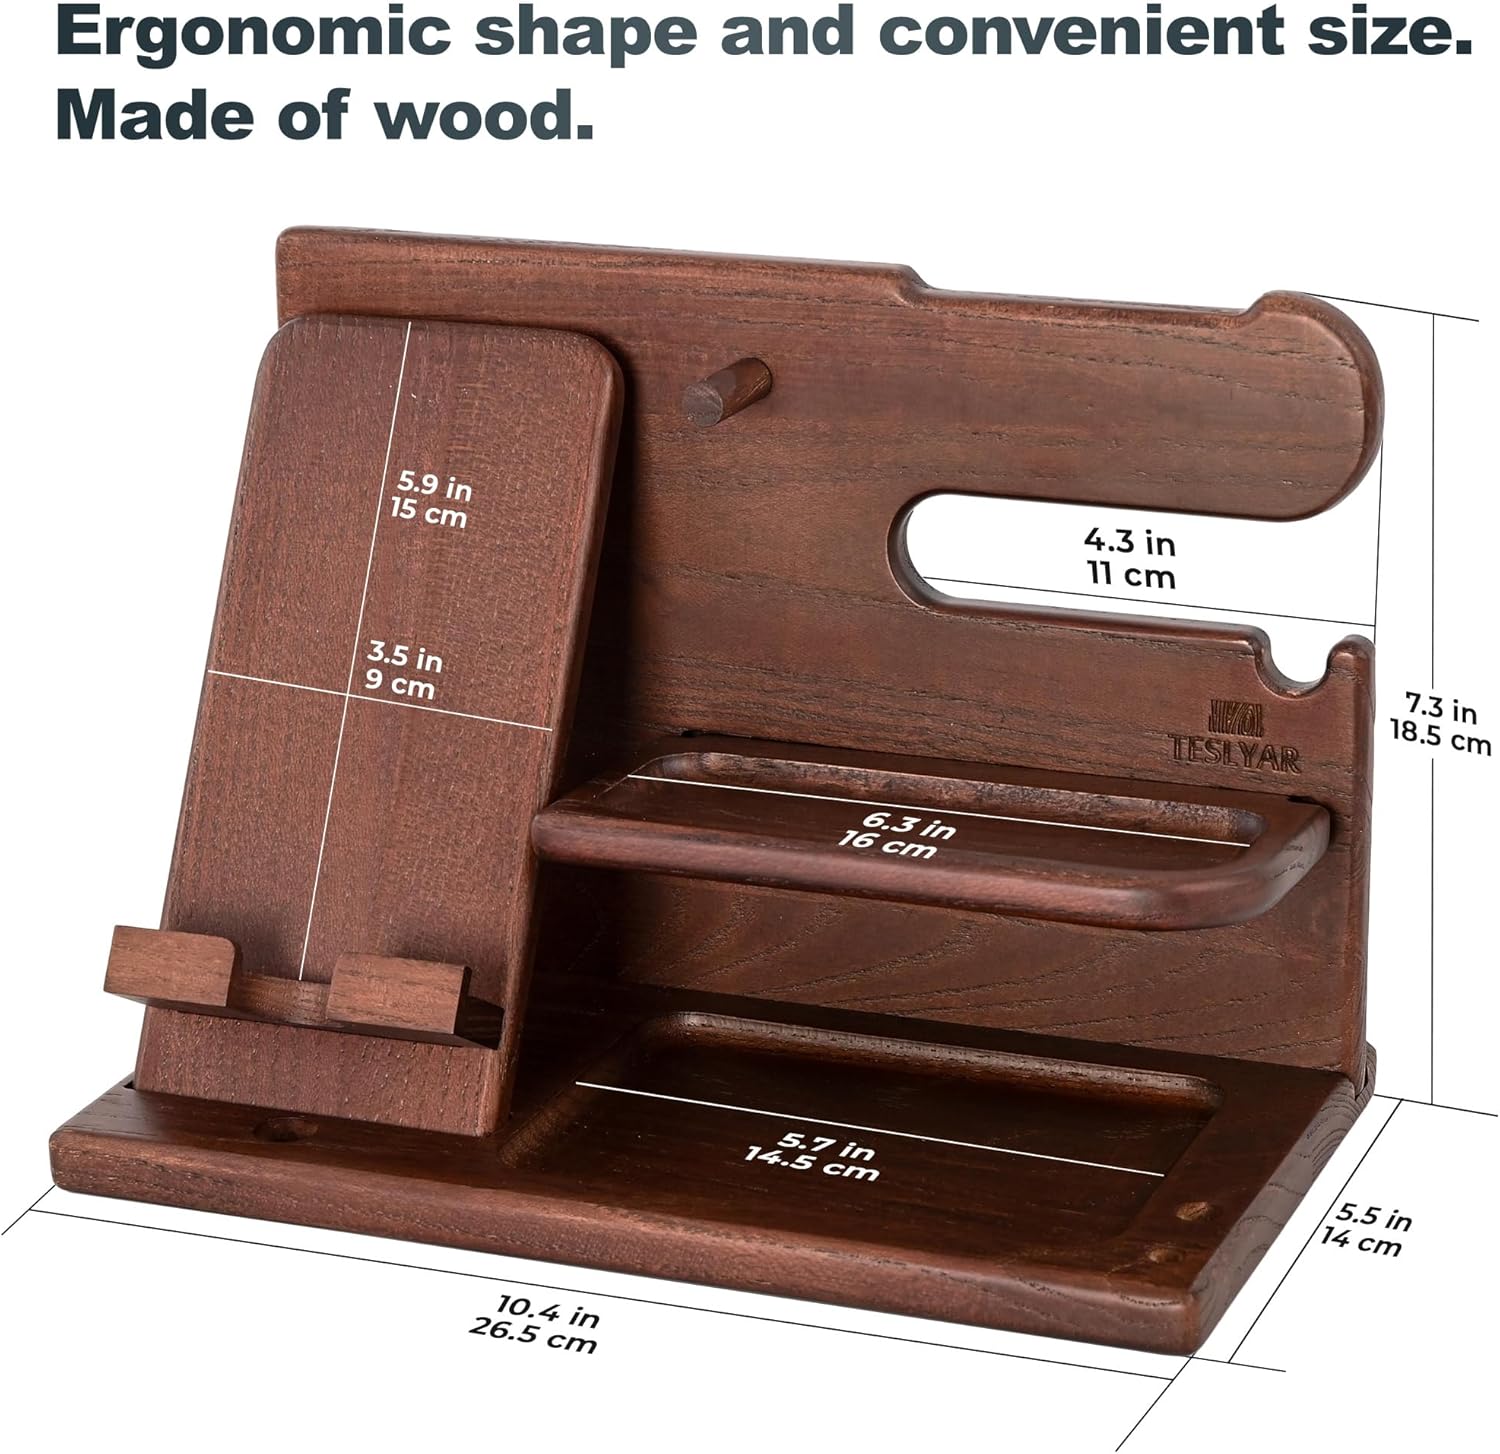 Ergonomic shape and convenient size.
Made of wood.
5.9 in
15 cm
4.3 in
11 cm
3.5 in
9 cm
7.3 in
18.5 cm
TESLYAR
6.3 in
16 cm
5.7 in
14.5 cm
5.5 in
14 cm
10.4 in
26.5 cm